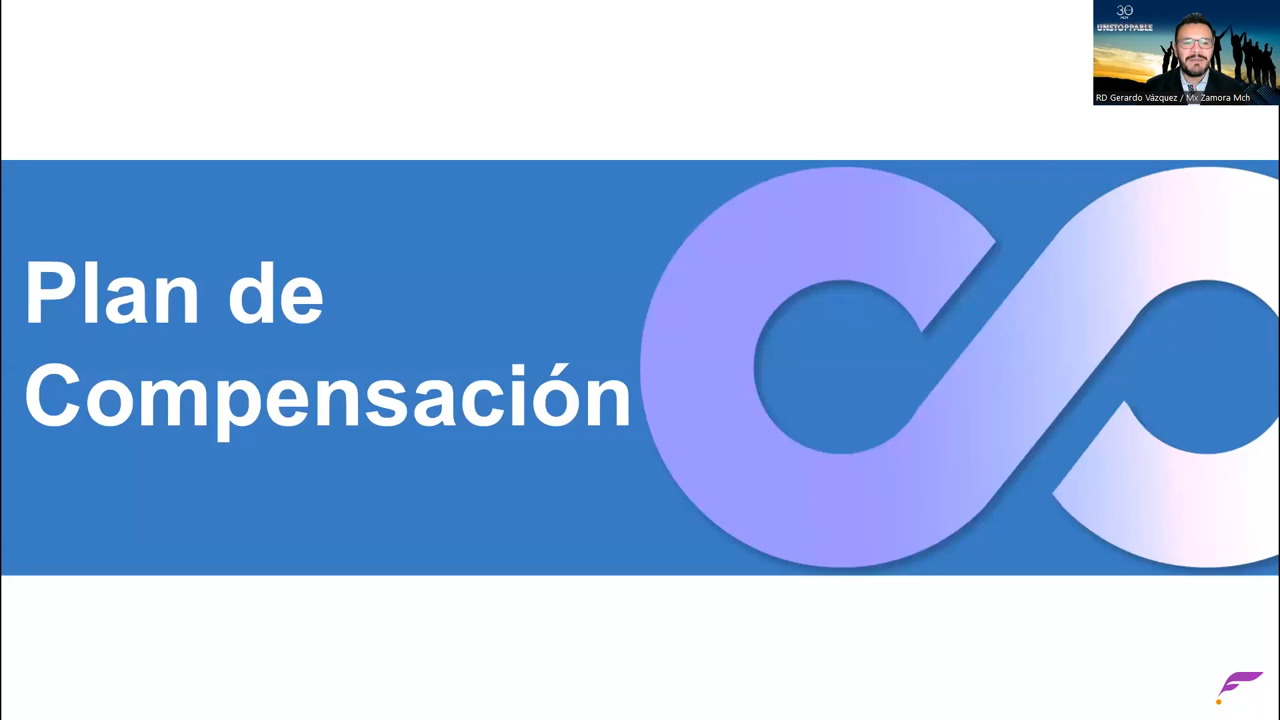 30
UNSTOPPABLE
RD Gerardo Vázquez / Mx Zamora Mch
Plan de
Compensación